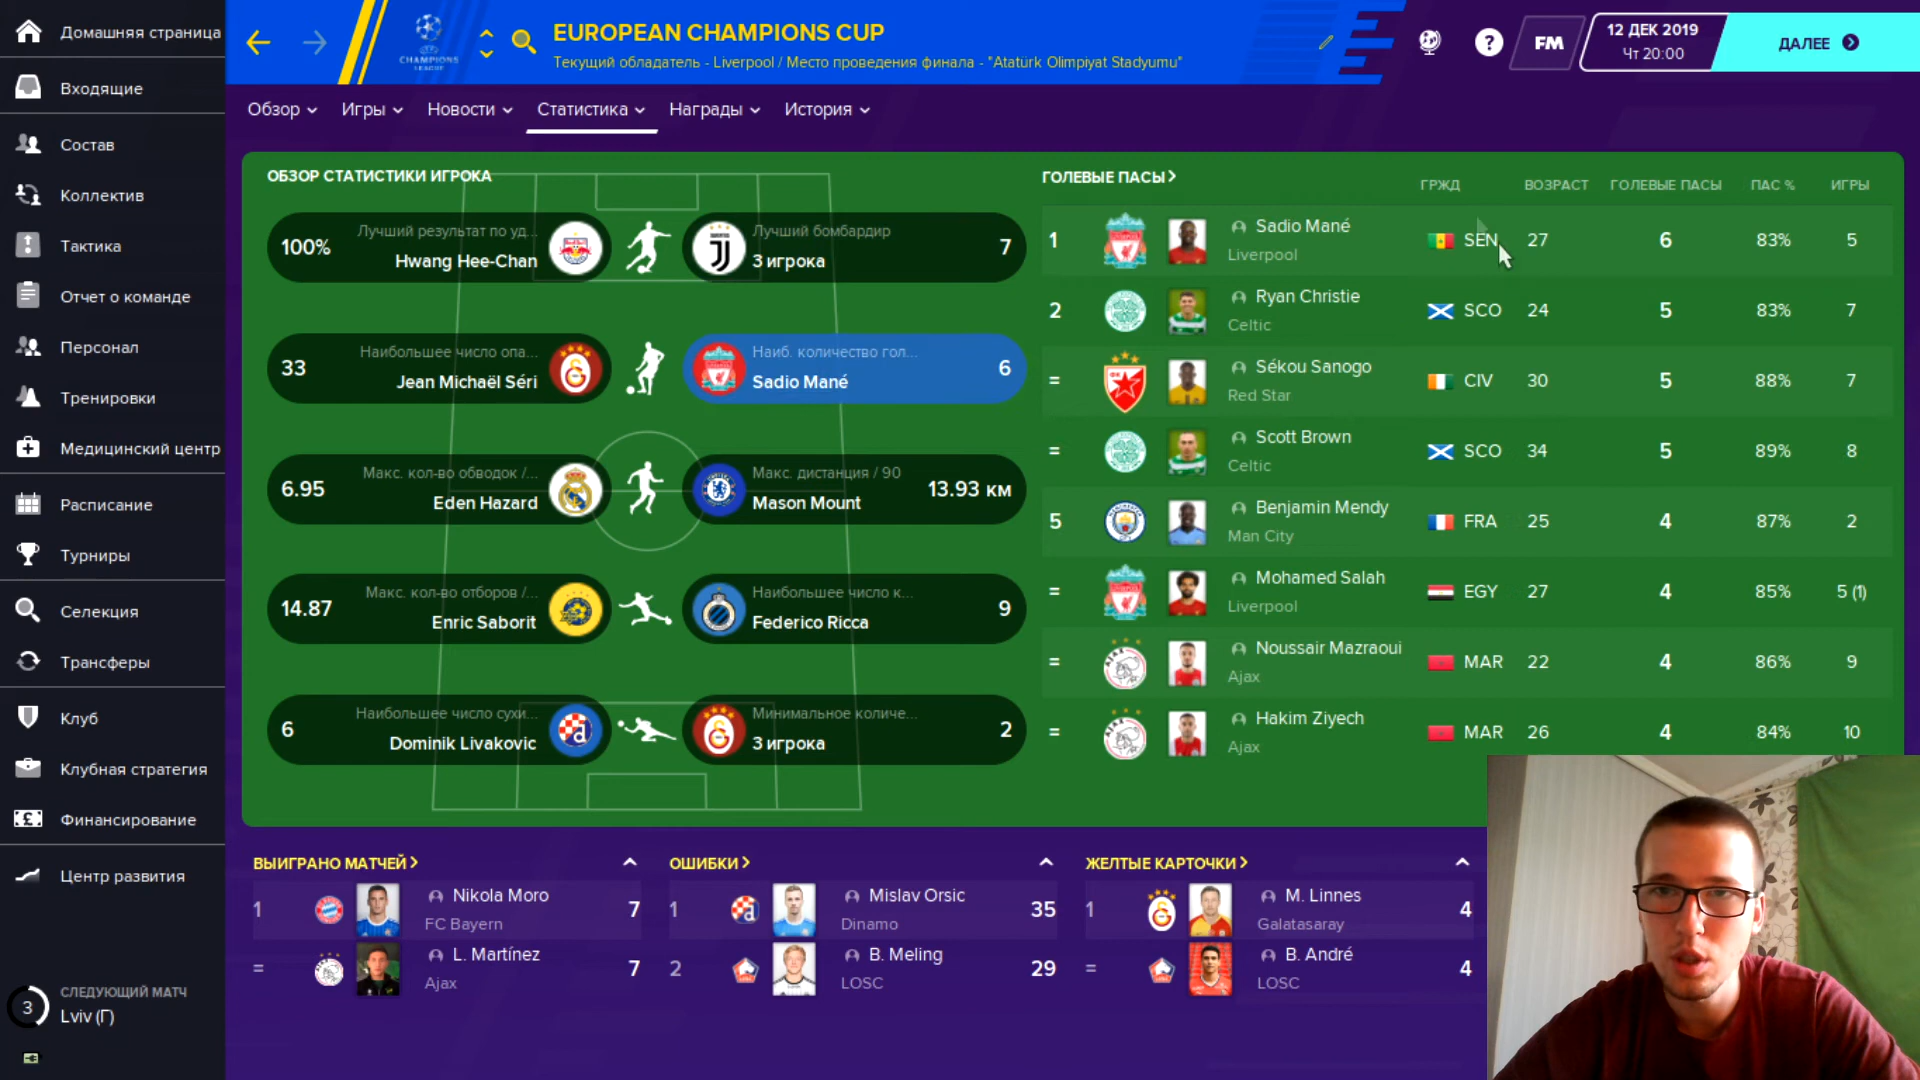 Домашняя страница
Входящие
Состав
Коллектив
Тактика
Отчет о команде
Персонал
Тренировки
Медицинский центр
Расписание
Турниры
Селекция
Трансферы
Клуб
Клубная стратегия
Финансирование
Центр развития
3
СЛЕДУЮЩИЙ МАТЧ
Lviv (Г)
CHAMPIONS
LEAGUE
EUROPEAN CHAMPIONS CUP
Текущий обладатель - Liverpool / Место проведения финала - "Atatürk Olimpiyat Stadyumu"
?
FM
12 ДЕК 2019
Чт 20:00
ДАЛЕЕ
Обзор Игры Новости Статистика Награды История
ОБЗОР СТАТИСТИКИ ИГРОКА
100% Лучший результат по уд...
Hwang Hee-Chan
Лучший бомбардир 7
3 игрока
33 Наибольшее число опа...
Jean Michaël Séri
Наиб. количество гол... 6
Sadio Mané
6.95 Макс. кол-во обводок /...
Eden Hazard
Макс. дистанция / 90 13.93 км
Mason Mount
14.87 Макс. кол-во отборов /...
Enric Saborit
Наибольшее число к... 9
Federico Ricca
6 Наибольшее число сухи...
Dominik Livakovic
Минимальное количе... 2
3 игрока
ГОЛЕВЫЕ ПАСЫ ГРЖД ВОЗРАСТ ГОЛЕВЫЕ ПАСЫ ПАС % ИГРЫ
1 Sadio Mané SEN 27 6 83% 5
Liverpool
2 Ryan Christie SCO 24 5 83% 7
Celtic
= Sékou Sanogo CIV 30 5 88% 7
Red Star
= Scott Brown SCO 34 5 89% 8
Celtic
5 Benjamin Mendy FRA 25 4 87% 2
Man City
= Mohamed Salah EGY 27 4 85% 5 (1)
Liverpool
= Noussair Mazraoui MAR 22 4 86% 9
Ajax
= Hakim Ziyech MAR 26 4 84% 10
Ajax
ВЫИГРАНО МАТЧЕЙ
1 Nikola Moro 7
FC Bayern
= L. Martínez 7
Ajax
ОШИБКИ
1 Mislav Orsic 35
Dinamo
2 B. Meling 29
LOSC
ЖЕЛТЫЕ КАРТОЧКИ
1 M. Linnes 4
Galatasaray
= B. André 4
LOSC